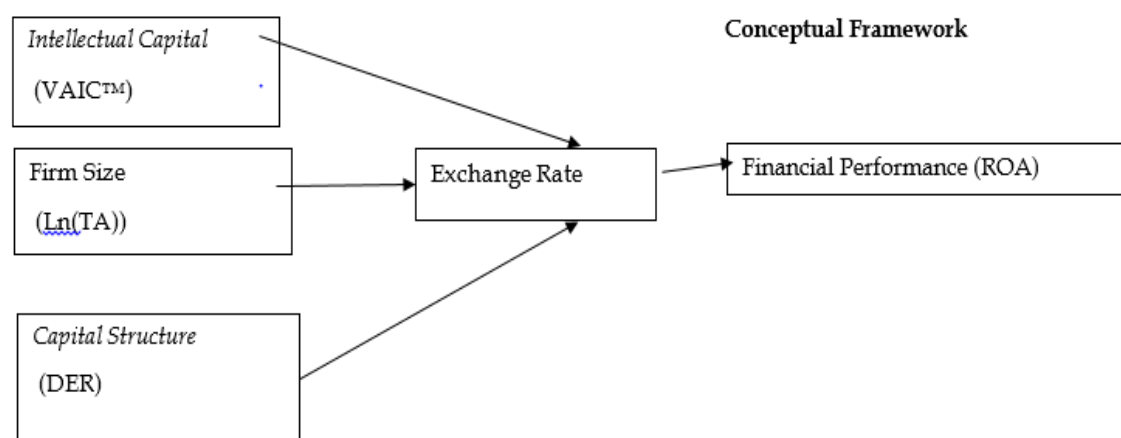 Conceptual Framework
Intellectual Capital
(VAIC™)
Firm Size
(Ln(TA))
Capital Structure
(DER)
Exchange Rate
Financial Performance (ROA)